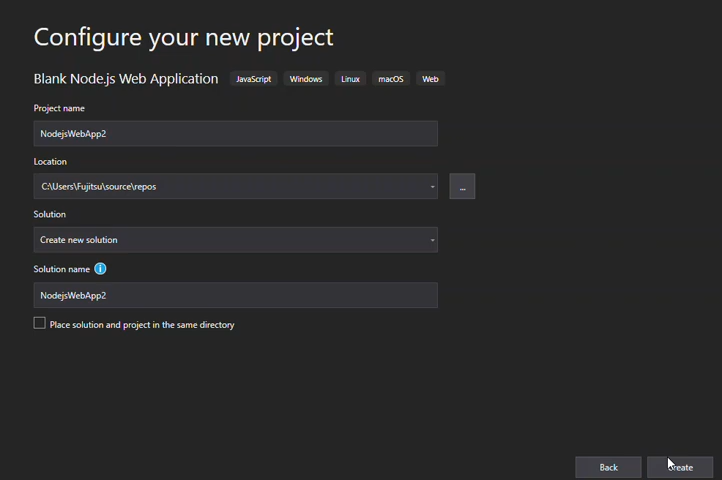 Configure your new project
Blank Node.js Web Application JavaScript Windows Linux macOS Web
Project name
NodejsWebApp2
Location
C:\Users\Fujitsu\source\repos
...
Solution
Create new solution
Solution name
NodejsWebApp2
Place solution and project in the same directory
Back Create